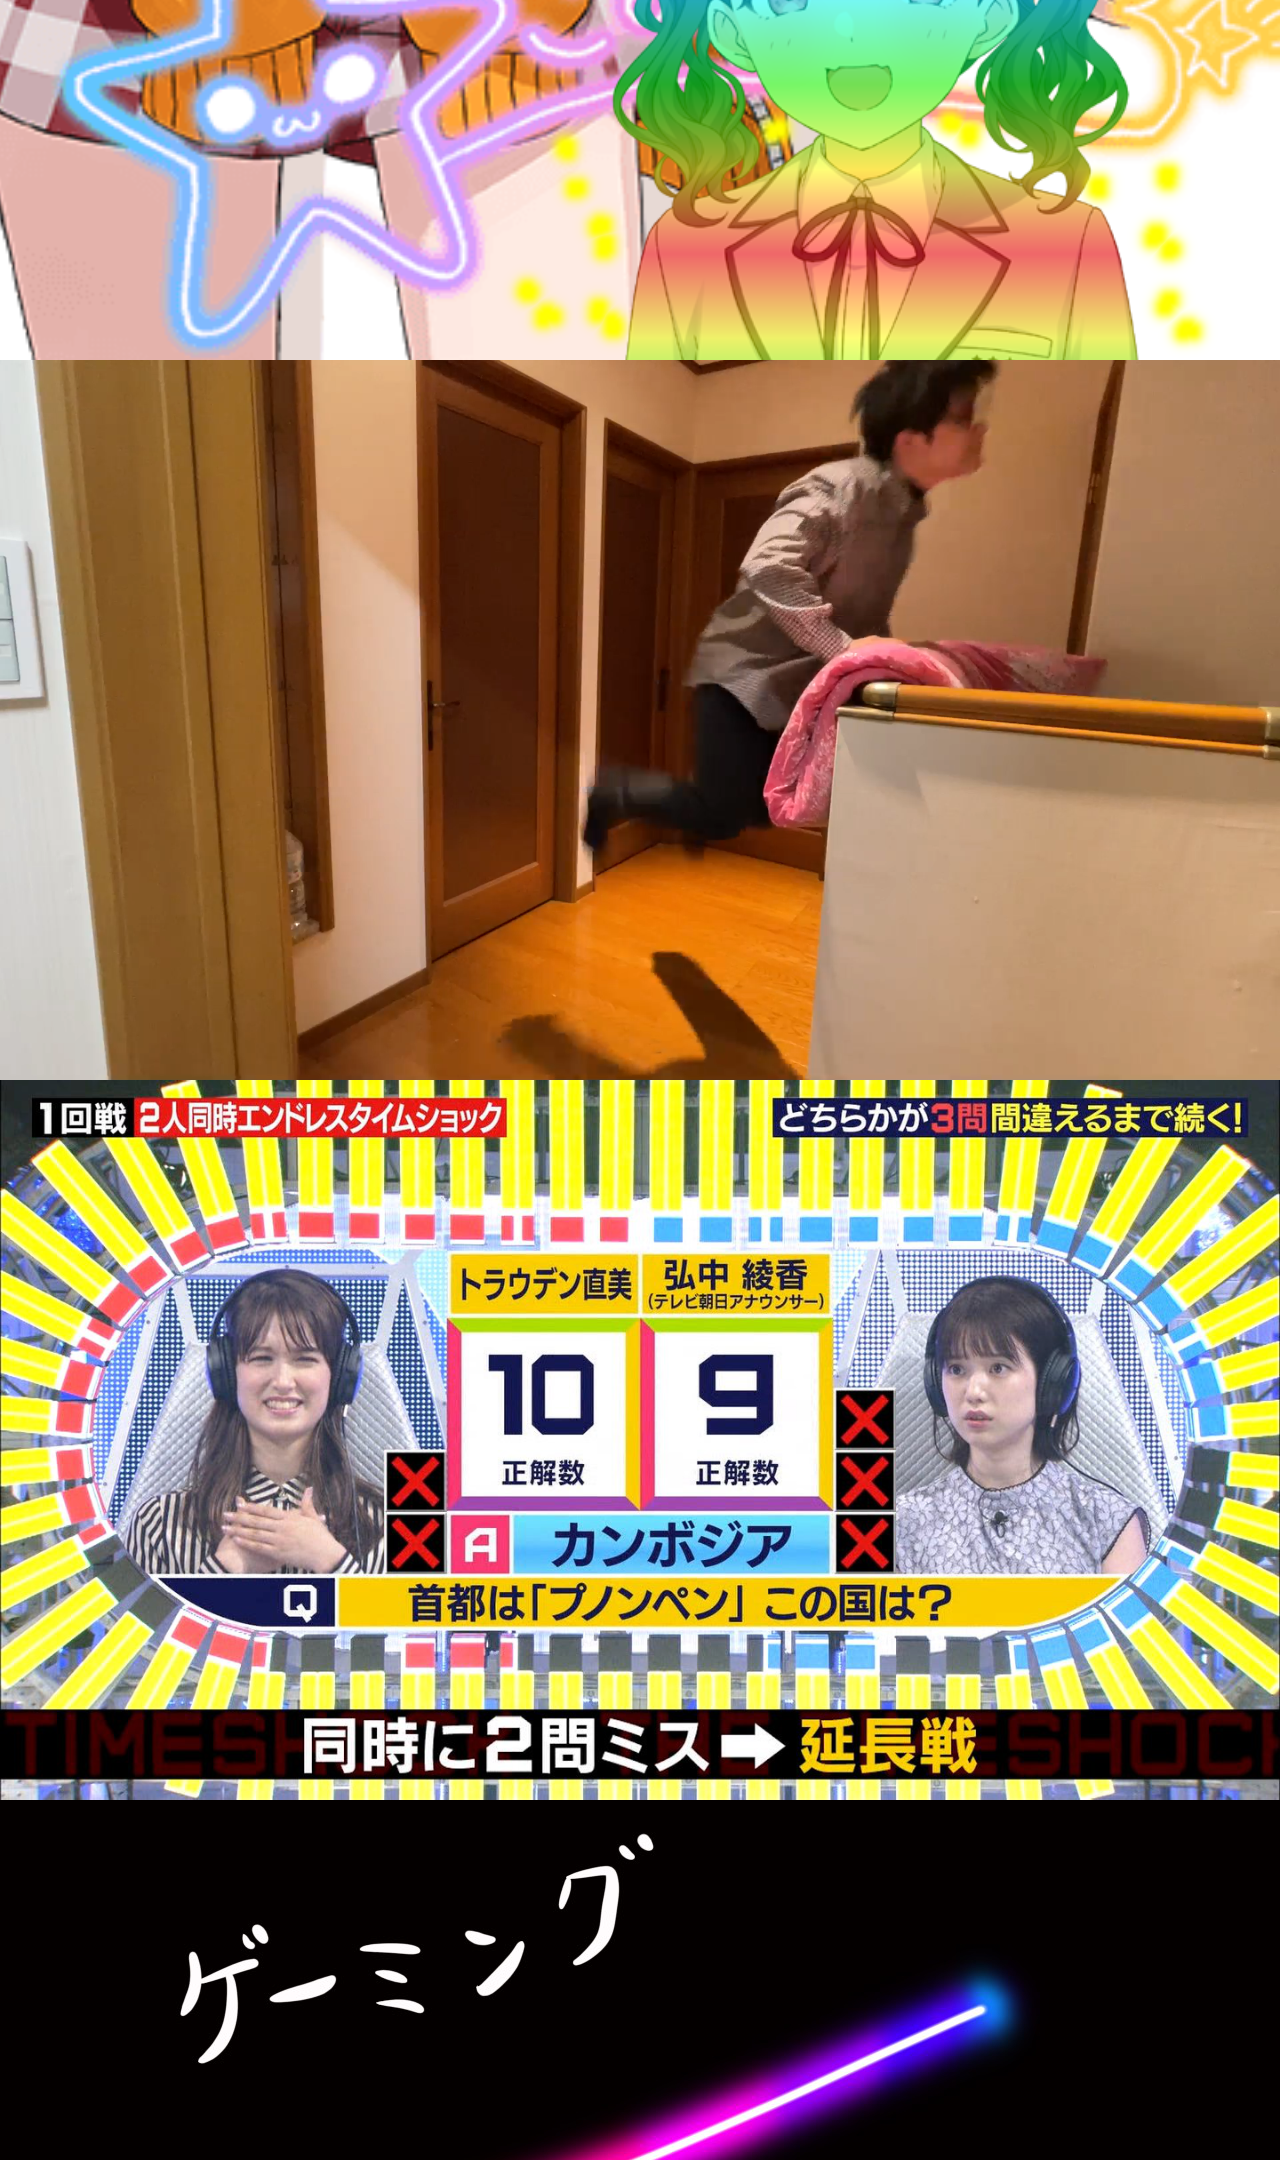 1回戦 2人同時エンドレスタイムショック
どちらかが3問間違えるまで続く!
トラウデン直美
弘中 綾香
(テレビ朝日アナウンサー)
10
正解数
9
正解数
A カンボジア
Q 首都は「プノンペン」この国は?
同時に2問ミス➡延長戦
ゲーミング